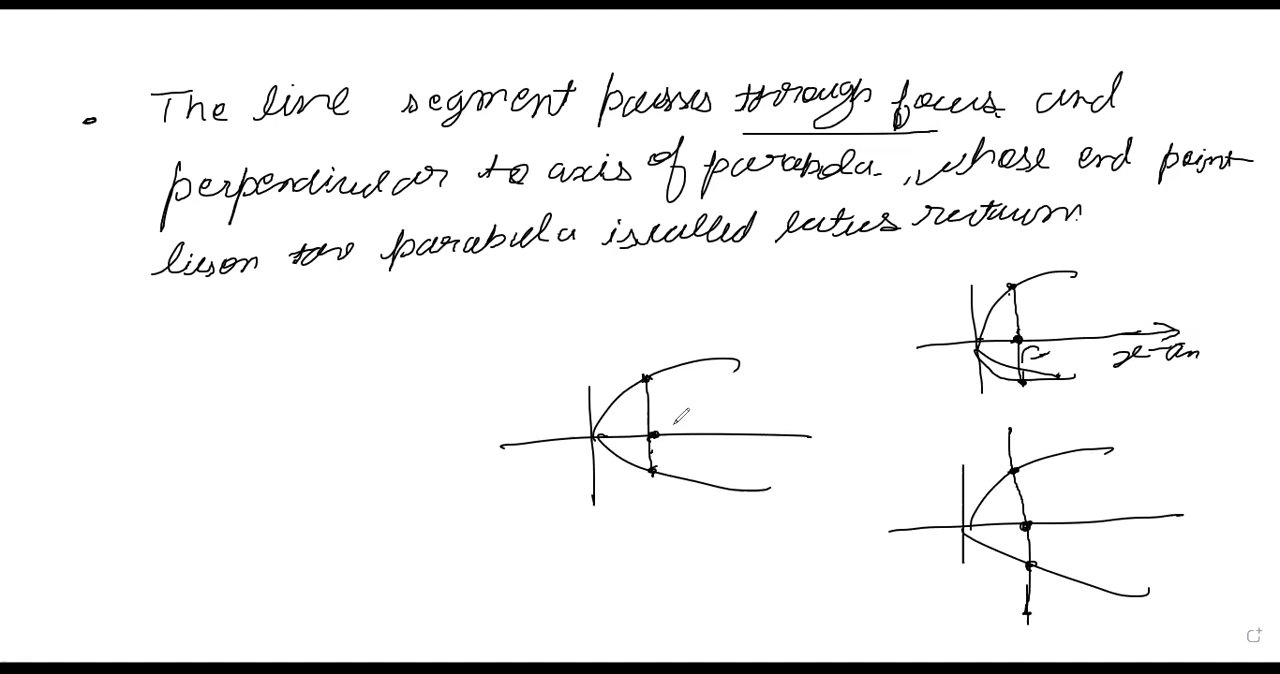 The line segment passes through focus and
perpendicular to axis of parabola, whose end point
lies on the parabola is called latus rectum